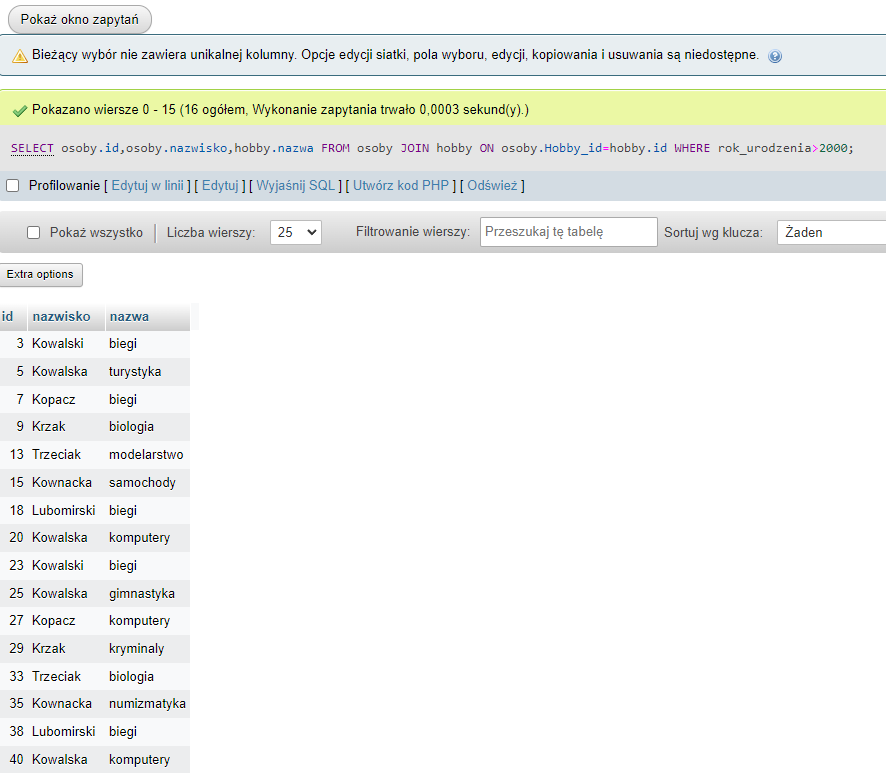 Pokaż okno zapytań
Bieżący wybór nie zawiera unikalnej kolumny. Opcje edycji siatki, pola wyboru, edycji, kopiowania i usuwania są niedostępne.
Pokazano wiersze 0 - 15 (16 ogółem, Wykonanie zapytania trwało 0,0003 sekund(y).)
SELECT osoby.id,osoby.nazwisko,hobby.nazwa FROM osoby JOIN hobby ON osoby.Hobby_id=hobby.id WHERE rok_urodzenia>2000;
Profilowanie [ Edytuj w linii ] [ Edytuj ] [ Wyjaśnij SQL ] [ Utwórz kod PHP ] [ Odśwież ]
Pokaż wszystko | Liczba wierszy: 25 Filtrowanie wierszy: Przeszukaj tę tabelę Sortuj wg klucza: Żaden
Extra options
id nazwisko nazwa
3 Kowalski biegi
5 Kowalska turystyka
7 Kopacz biegi
9 Krzak biologia
13 Trzeciak modelarstwo
15 Kownacka samochody
18 Lubomirski biegi
20 Kowalska komputery
23 Kowalski biegi
25 Kowalska gimnastyka
27 Kopacz komputery
29 Krzak kryminaly
33 Trzeciak biologia
35 Kownacka numizmatyka
38 Lubomirski biegi
40 Kowalska komputery